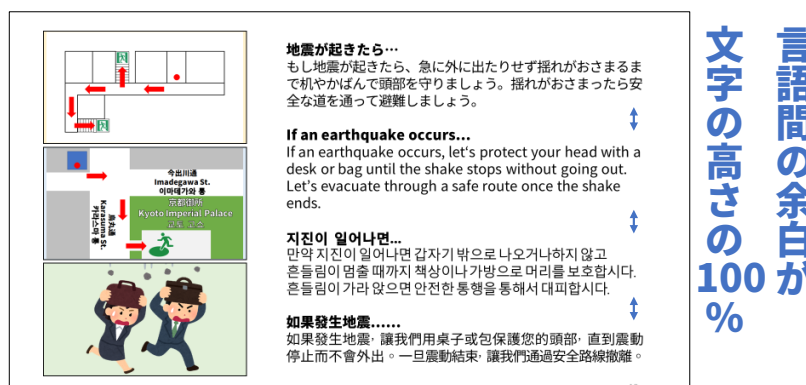 今出川通
Imadegawa St.
이마데가와 통
烏丸通
Karasuma St.
카라스마 통
京都御所
Kyoto Imperial Palace
地震が起きたら…
もし地震が起きたら、急に外に出たりせず揺れがおさまるま
で机やかばんで頭部を守りましょう。揺れがおさまったら安
全な道を通って避難しましょう。
If an earthquake occurs...
If an earthquake occurs, let‘s protect your head with a
desk or bag until the shake stops without going out.
Let’s evacuate through a safe route once the shake
ends.
지진이 일어나면...
만약 지진이 일어나면 갑자기 밖으로 나오거나하지 않고
흔들림이 멈출 때까지 책상이나 가방으로 머리를 보호합시다.
흔들림이 가라 앉으면 안전한 통행을 통해서 대피합시다.
如果發生地震……
如果發生地震，讓我們用桌子或包保護您的頭部，直到震動
停止而不會外出。一旦震動結束，讓我們通過安全路線撤離。
言語間の余白が
文字の高さの100%